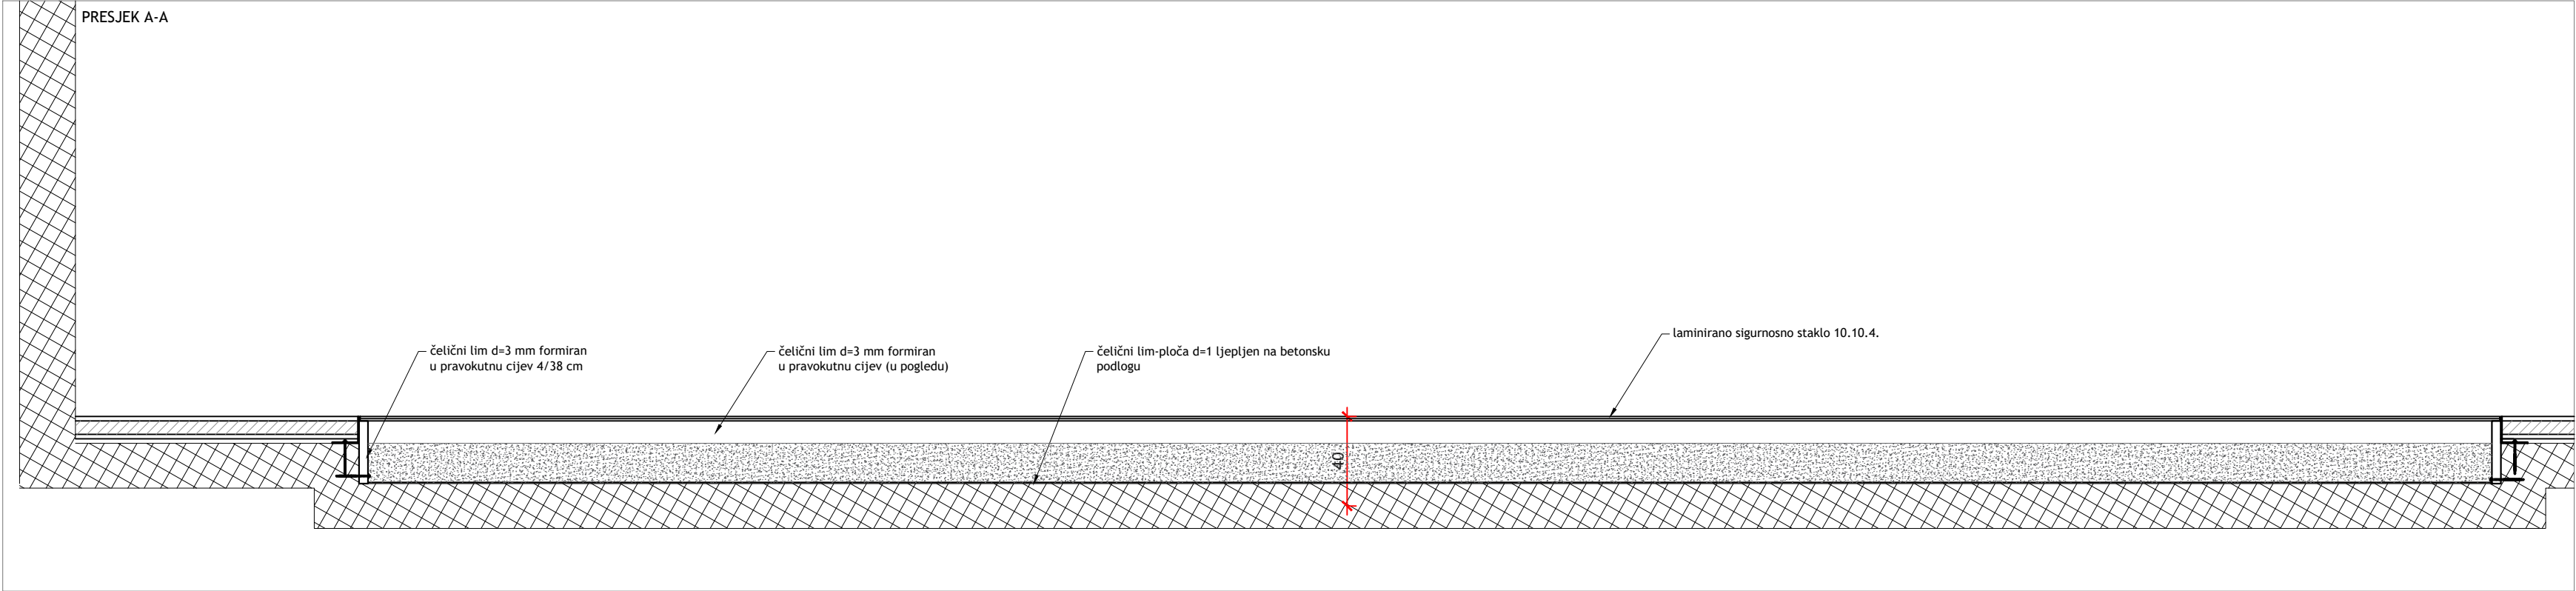 PRESJEK A-A
čelični lim d=3 mm formiran
u pravokutnu cijev 4/38 cm
čelični lim d=3 mm formiran
u pravokutnu cijev (u pogledu)
čelični lim-ploča d=1 ljepljen na betonsku
podlogu
laminirano sigurnosno staklo 10.10.4.
40